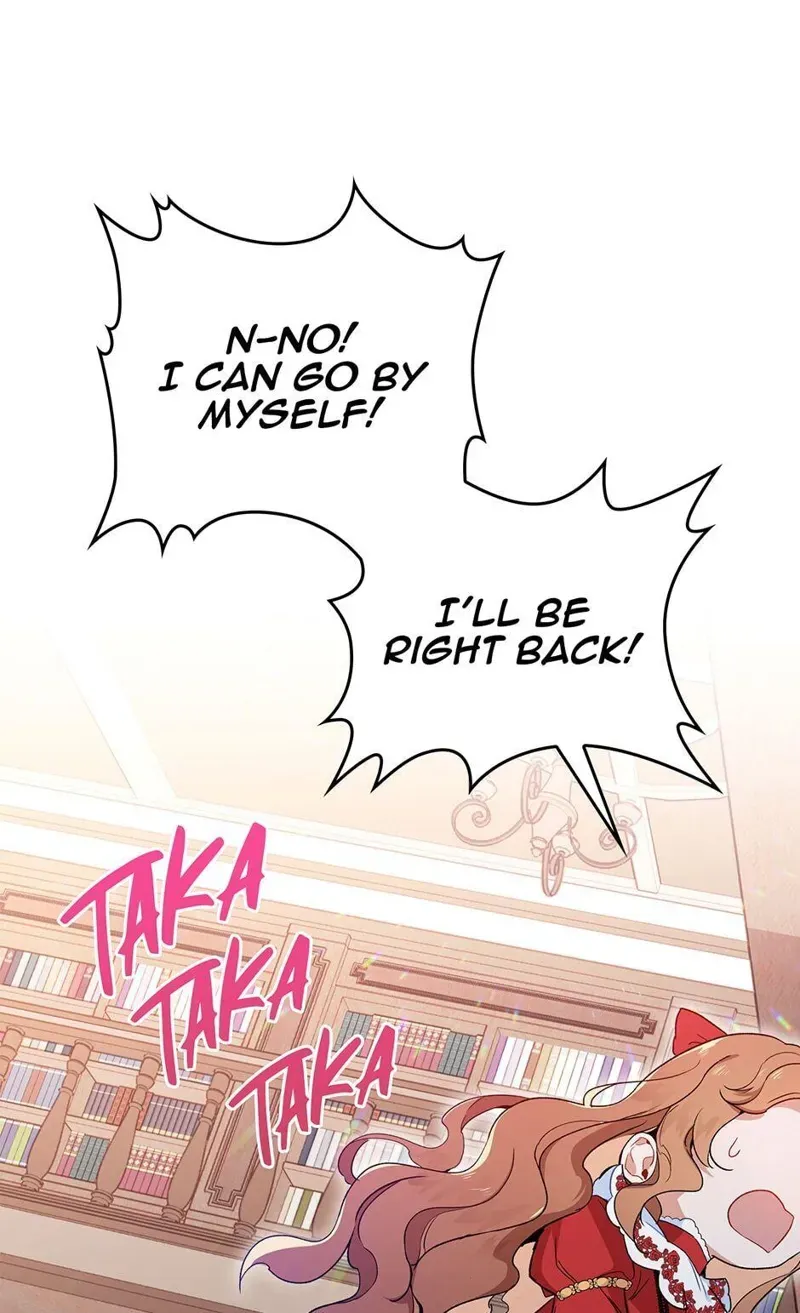 N-NO!
I CAN GO BY
MYSELF!
I'LL BE
RIGHT BACK!
TAKA
TAKA
TAKA